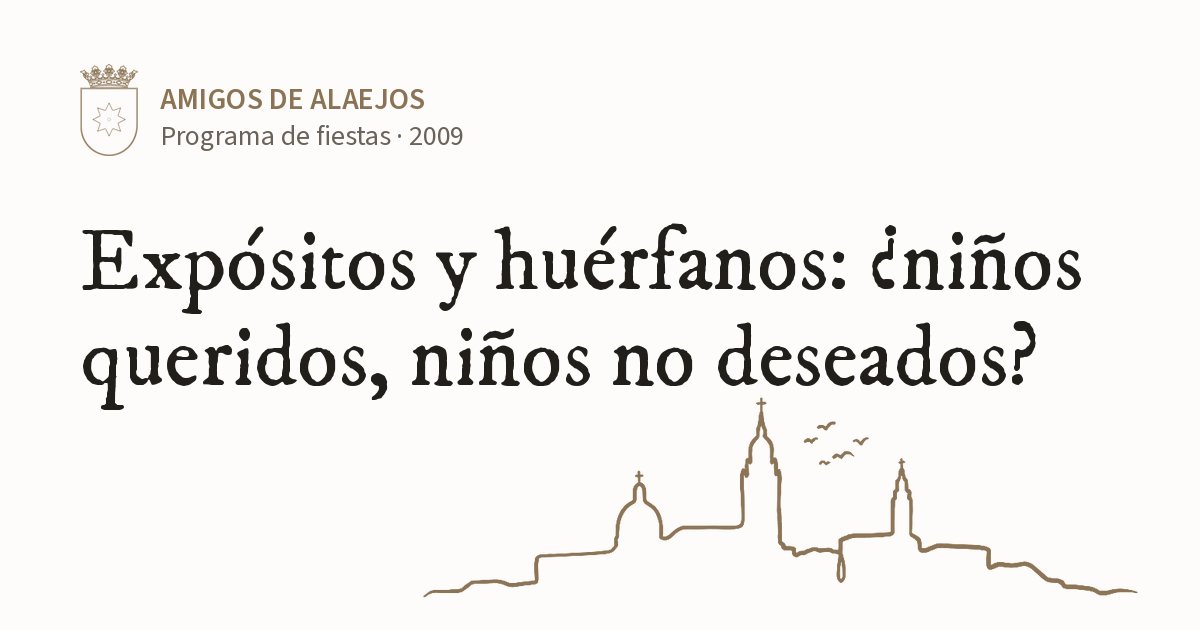 AMIGOS DE ALAEJOS
Programa de fiestas · 2009
Expósitos y huérfanos: ¿niños
queridos, niños no deseados?